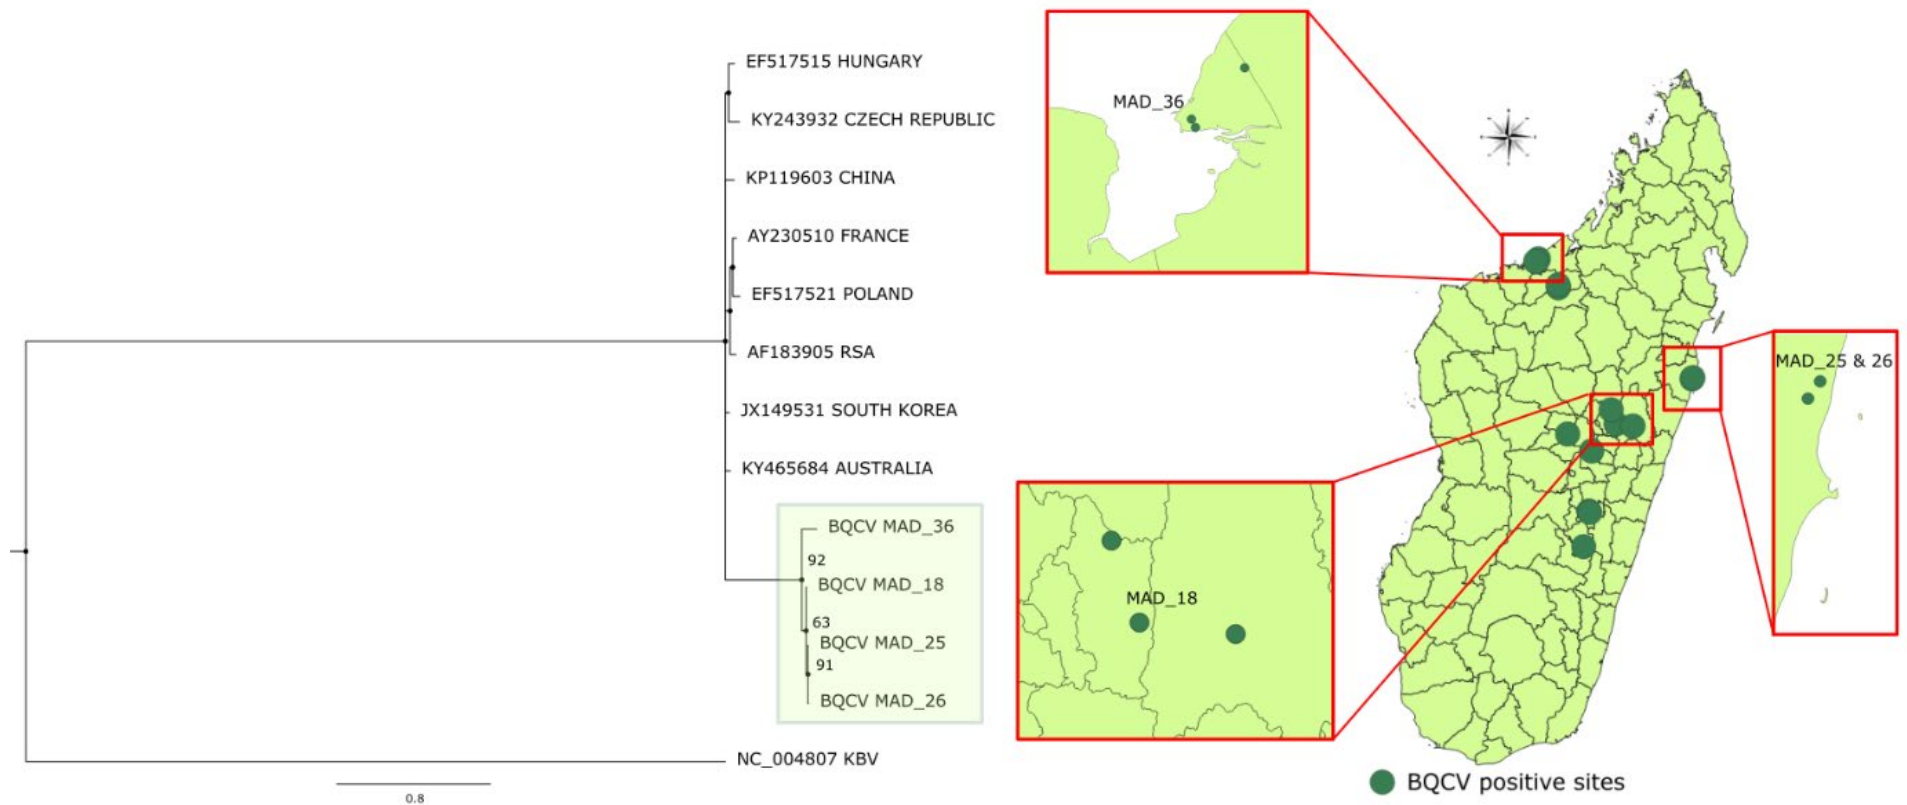 EF517515 HUNGARY
KY243932 CZECH REPUBLIC
KP119603 CHINA
AY230510 FRANCE
EF517521 POLAND
AF183905 RSA
JX149531 SOUTH KOREA
KY465684 AUSTRALIA
BQCV MAD_36
92
BQCV MAD_18
63
BQCV MAD_25
91
BQCV MAD_26
NC_004807 KBV
0.8
MAD_36
MAD_25 & 26
MAD_18
BQCV positive sites